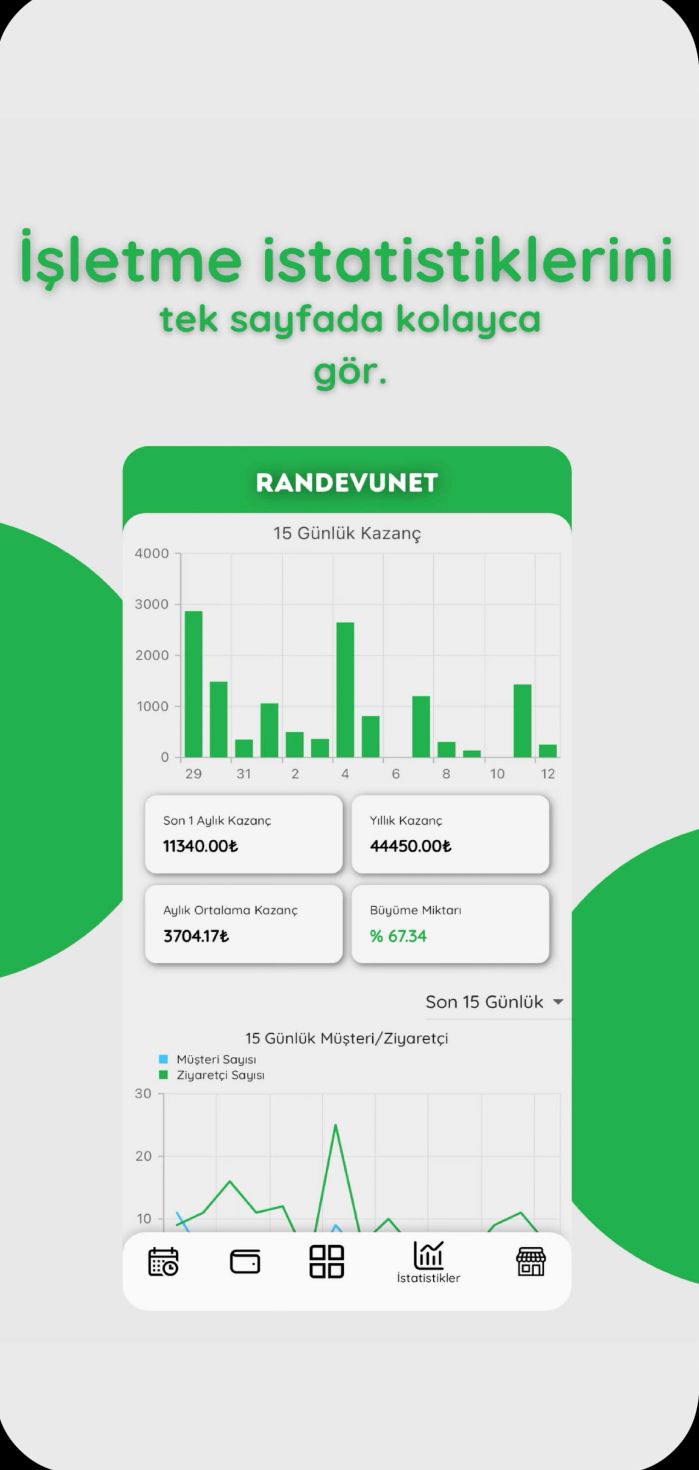 İşletme istatistiklerini
tek sayfada kolayca
gör.
RANDEVUNET
15 Günlük Kazanç
4000
3000
2000
1000
0
29 31 2 4 6 8 10 12
Son 1 Aylık Kazanç
11340.00₺
Yıllık Kazanç
44450.00₺
Aylık Ortalama Kazanç
3704.17₺
Büyüme Miktarı
% 67.34
Son 15 Günlük
15 Günlük Müşteri/Ziyaretçi
Müşteri Sayısı
Ziyaretçi Sayısı
30
20
10
İstatistikler